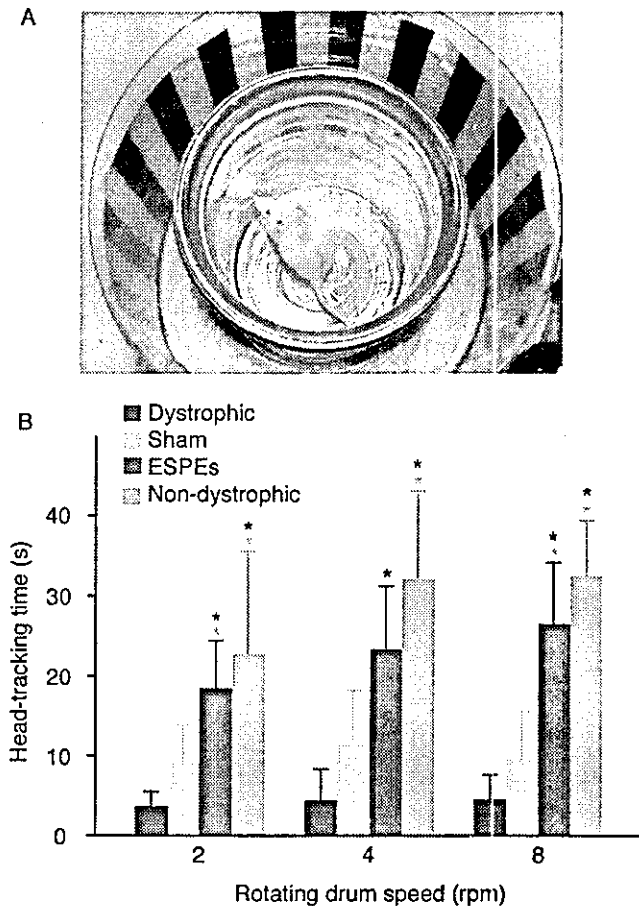 A
B
Dystrophic
Sham
ESPEs
Non-dystrophic
Head-tracking time (s)
40
30
20
10
0
* * * * * *
2 4 8
Rotating drum speed (rpm)